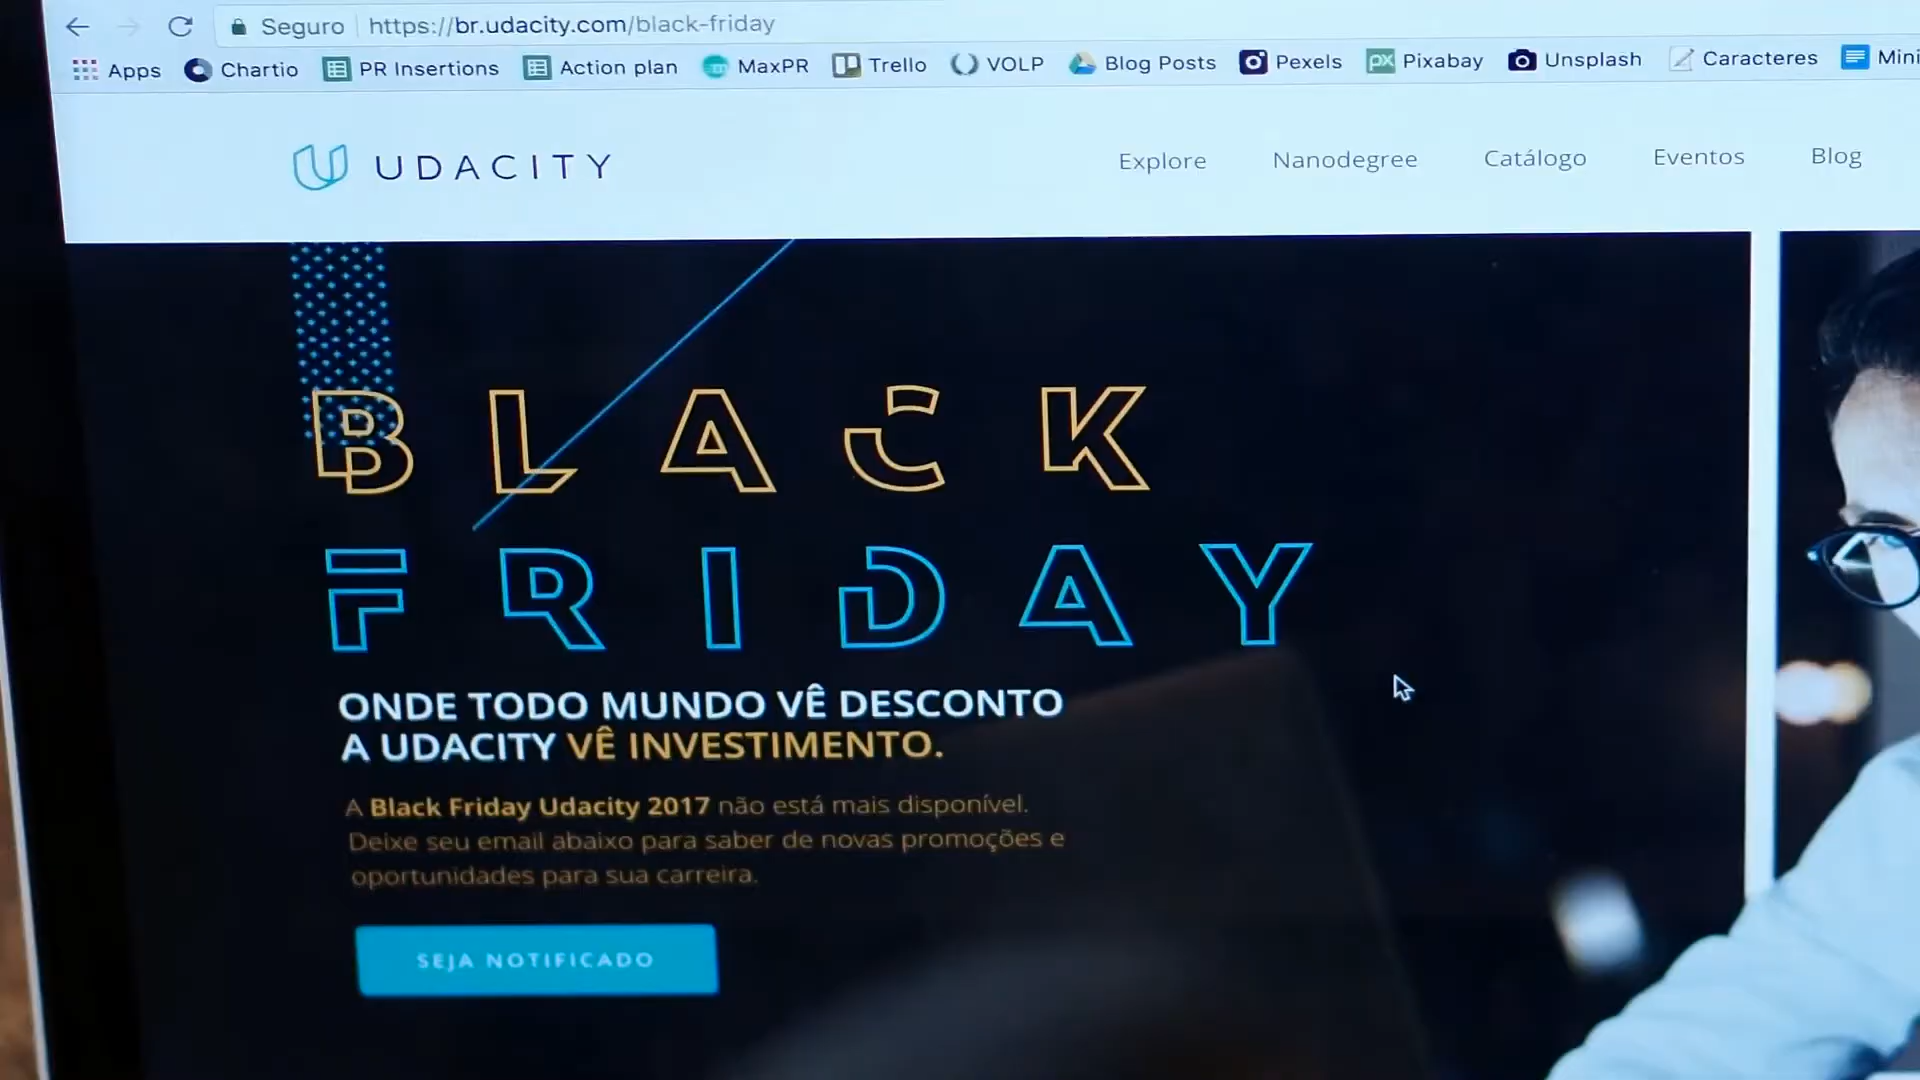 Seguro https://br.udacity.com/black-friday
Apps Chartio PR Insertions Action plan MaxPR Trello VOLP Blog Posts Pexels Pixabay Unsplash Caracteres Mini
UDACITY Explore Nanodegree Catálogo Eventos Blog
BLACK
FRIDAY
ONDE TODO MUNDO VÊ DESCONTO
A UDACITY VÊ INVESTIMENTO.
A Black Friday Udacity 2017 não está mais disponível.
Deixe seu email abaixo para saber de novas promoções e
oportunidades para sua carreira.
SEJA NOTIFICADO